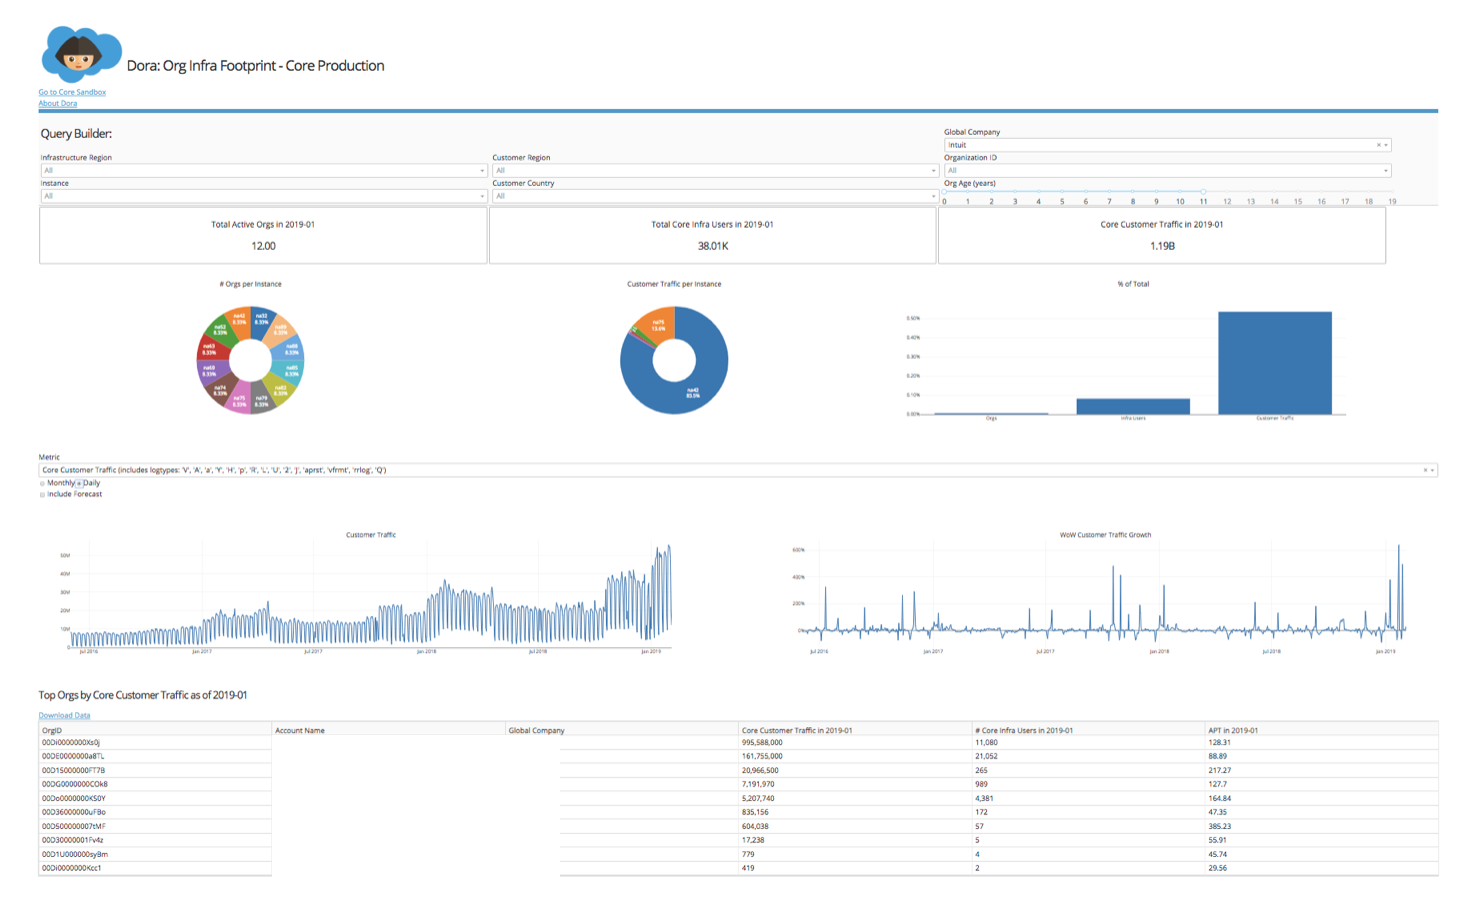 Dora: Org Infra Footprint - Core Production
Go to Core Sandbox
About Dora
Query Builder:
Global Company
Intuit
Infrastructure Region
Customer Region
Organization ID
All
All
All
Instance
Customer Country
Org Age (years)
All
All
0 1 2 3 4 5 6 7 8 9 10 11 12 13 14 15 16 17 18 19
Total Active Orgs in 2019-01
12.00
Total Core Infra Users in 2019-01
38.01K
Core Customer Traffic in 2019-01
1.19B
# Orgs per Instance
na42
8.33%
8.33%
8.33%
8.33%
8.33%
8.33%
8.33%
na74
8.33%
na75
8.33%
8.33%
8.33%
8.33%
Customer Traffic per Instance
na75
13.6%
na42
83.5%
% of Total
0.50%
0.40%
0.30%
0.20%
0.10%
0.00%
Orgs
Infra Users
Customer Traffic
Metric
Core Customer Traffic (includes logtypes: 'V', 'A', 'a', 'Y', 'H', 'p', 'R', 'L', 'U', '2', 'J', 'aprst', 'vfrmt', 'rrlog', 'Q')
Monthly Daily
Include Forecast
Customer Traffic
50M
40M
30M
20M
10M
0
Jul 2016
Jan 2017
Jul 2017
Jan 2018
Jul 2018
Jan 2019
WoW Customer Traffic Growth
600%
400%
200%
0%
Jul 2016
Jan 2017
Jul 2017
Jan 2018
Jul 2018
Jan 2019
Top Orgs by Core Customer Traffic as of 2019-01
Download Data
OrgID Account Name Global Company Core Customer Traffic in 2019-01 # Core Infra Users in 2019-01 APT in 2019-01
00Di0000000Xs0j 995,588,000 11,080 128.31
00DE0000000a8TL 161,755,000 21,052 88.89
00D15000000FT7B 20,966,500 265 217.27
00DG0000000COk8 7,191,970 989 127.7
00Do0000000KS0Y 5,207,740 4,381 164.84
00D36000000uFBo 835,156 172 47.35
00D500000007tMF 604,038 57 385.23
00D30000001Fv4z 17,238 5 55.91
00D1U000000syBm 779 4 45.74
00Di0000000Kcc1 419 2 29.56